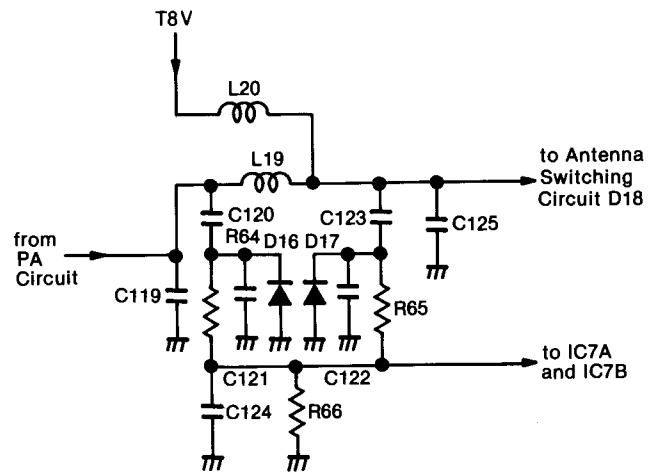 T8V
L20
L19
to Antenna
Switching
Circuit D18
C120
C123
C125
from
PA
Circuit
R64
D16
D17
C119
R65
C121
C122
to IC7A
and IC7B
C124
R66